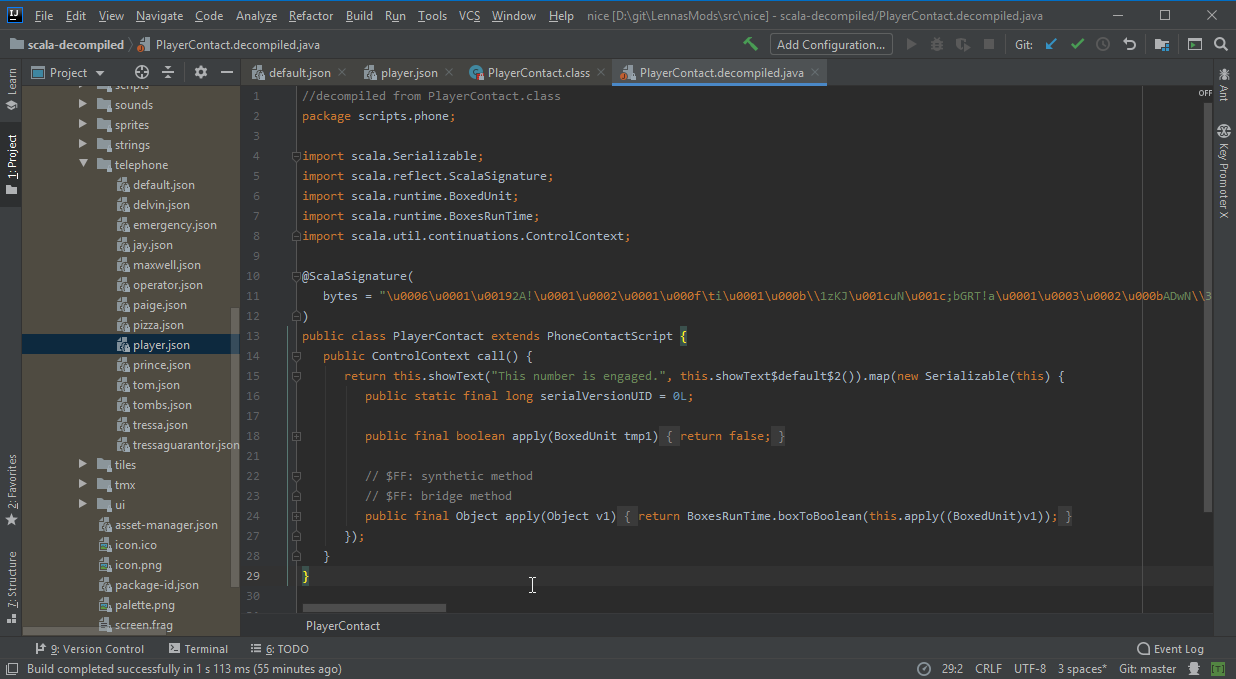 File Edit View Navigate Code Analyze Refactor Build Run Tools VCS Window Help nice [D:\git\LennasMods\src\nice] - scala-decompiled/PlayerContact.decompiled.java
scala-decompiled PlayerContact.decompiled.java Add Configuration... Git:
Project default.json player.json PlayerContact.class PlayerContact.decompiled.java
Learn
1: Project
2: Favorites
7: Structure
scripts
sounds
sprites
strings
telephone
default.json
delvin.json
emergency.json
jay.json
maxwell.json
operator.json
paige.json
pizza.json
player.json
prince.json
tom.json
tombs.json
tressa.json
tressaguarantor.json
tiles
tmx
ui
asset-manager.json
icon.ico
icon.png
package-id.json
palette.png
screen.frag
1 //decompiled from PlayerContact.class
2 package scripts.phone;
3
4 import scala.Serializable;
5 import scala.reflect.ScalaSignature;
6 import scala.runtime.BoxedUnit;
7 import scala.runtime.BoxesRunTime;
8 import scala.util.continuations.ControlContext;
9
10 @ScalaSignature(
11 bytes = "\u0006\u0001\u00192A!\u0001\u0002\u0001\u000f\ti\u0001\u000b\\1zKJ\u001cuN\u001c;bGRT!a\u0001\u0003\u0002\u000bADwN\\3
12 )
13 public class PlayerContact extends PhoneContactScript {
14 public ControlContext call() {
15 return this.showText("This number is engaged.", this.showText$default$2()).map(new Serializable(this) {
16 public static final long serialVersionUID = 0L;
17
18 public final boolean apply(BoxedUnit tmp1) { return false; }
21
22 // $FF: synthetic method
23 // $FF: bridge method
24 public final Object apply(Object v1) { return BoxesRunTime.boxToBoolean(this.apply((BoxedUnit)v1)); }
27 });
28 }
29 }
30
OFF
Ant
Key Promoter X
PlayerContact
9: Version Control Terminal 6: TODO Event Log
Build completed successfully in 1 s 113 ms (55 minutes ago) 29:2 CRLF UTF-8 3 spaces* Git: master